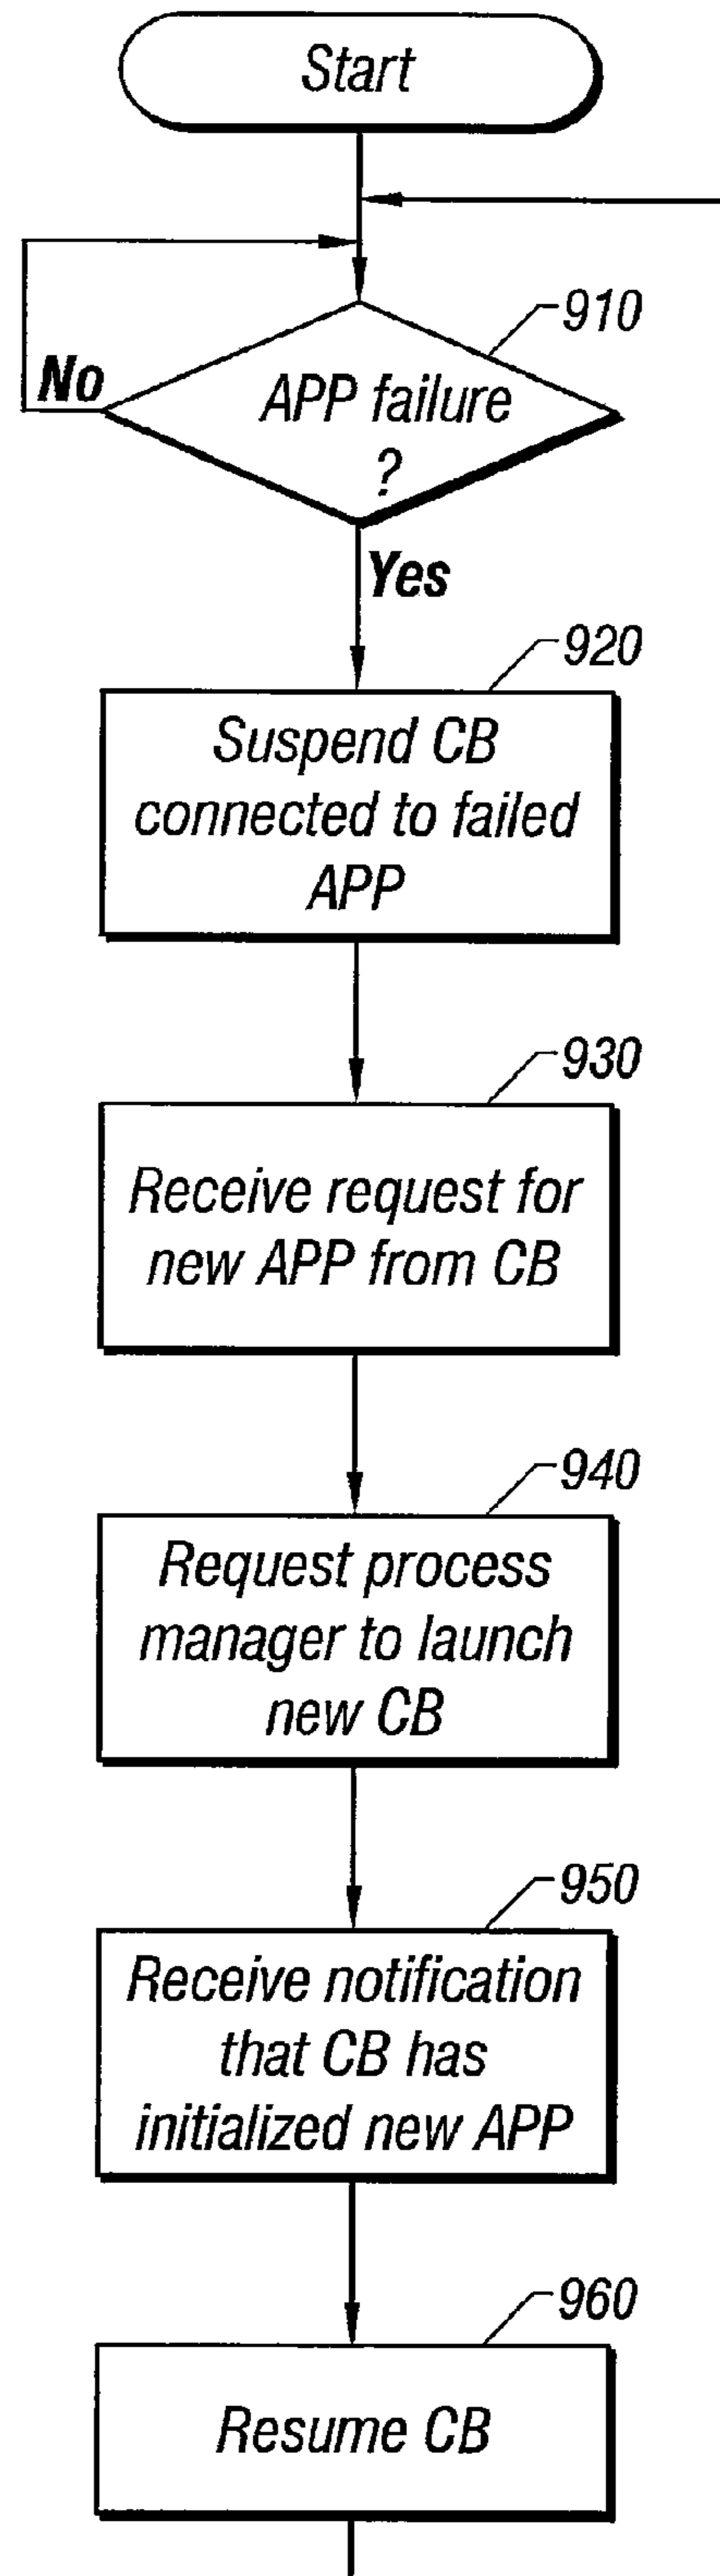 Start
910
No
APP failure
?
Yes
920
Suspend CB
connected to failed
APP
930
Receive request for
new APP from CB
940
Request process
manager to launch
new CB
950
Receive notification
that CB has
initialized new APP
960
Resume CB